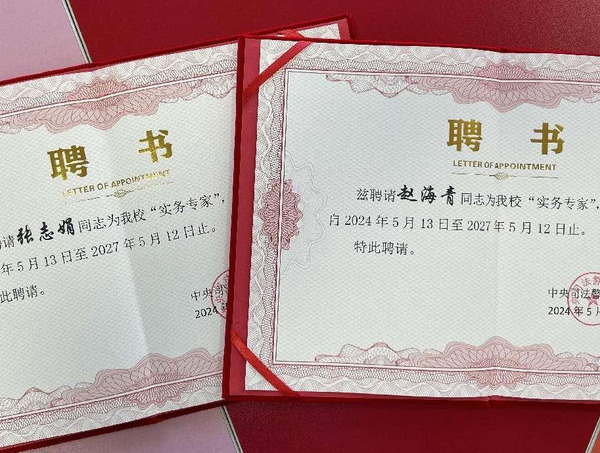 聘 书
LETTER OF APPOINTMENT
请张志娟同志为我校“实务专家”,
年5月13日至2027年5月12日止。
此聘请。
中央司
2024
聘 书
LETTER OF APPOINTMENT
兹聘请赵海青同志为我校“实务专家”,
自2024年5月13日至2027年5月12日止。
特此聘请。
中央司法警
2024年5月